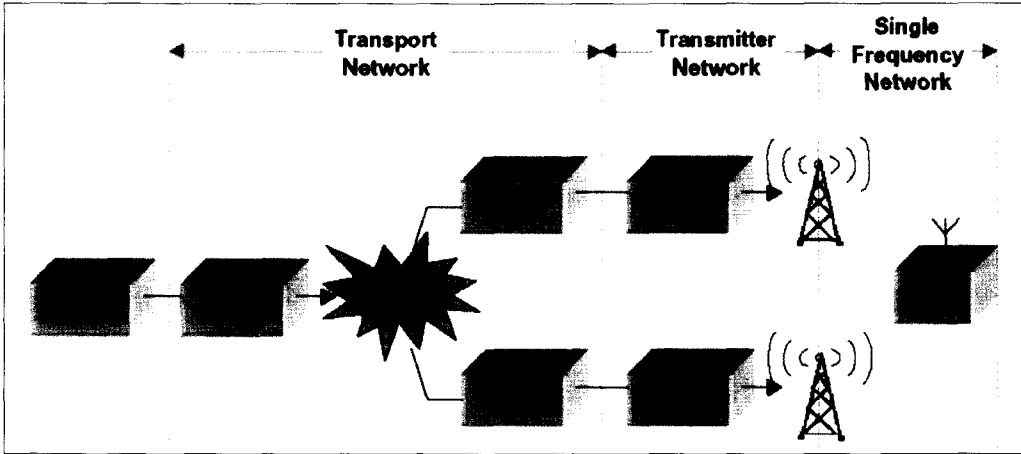 Transport
Network
Transmitter
Network
Single
Frequency
Network